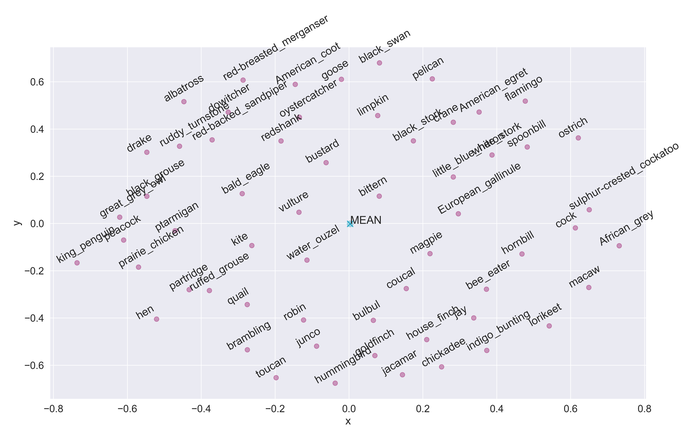 red-breasted_merganser
black_swan
albatross
American_coot
goose
pelican
dowitcher
oystercatcher
American_egret
flamingo
ruddy_turnstone
red-backed_sandpiper
redshank
limpkin
black_stork
crane
ostrich
drake
bustard
little_blue_heron
white_stork
spoonbill
black_grouse
great_grey_owl
bald_eagle
vulture
bittern
European_gallinule
sulphur-crested_cockatoo
MEAN
king_penguin
peacock
ptarmigan
prairie_chicken
kite
water_ouzel
magpie
hornbill
cock
African_grey
partridge
ruffed_grouse
quail
coucal
bee_eater
macaw
hen
robin
bulbul
house_finch
jay
indigo_bunting
lorikeet
brambling
junco
goldfinch
chickadee
toucan
hummingbird
jacamar
0.6
0.4
0.2
0.0
−0.2
−0.4
−0.6
y
−0.8 −0.6 −0.4 −0.2 0.0 0.2 0.4 0.6 0.8
x